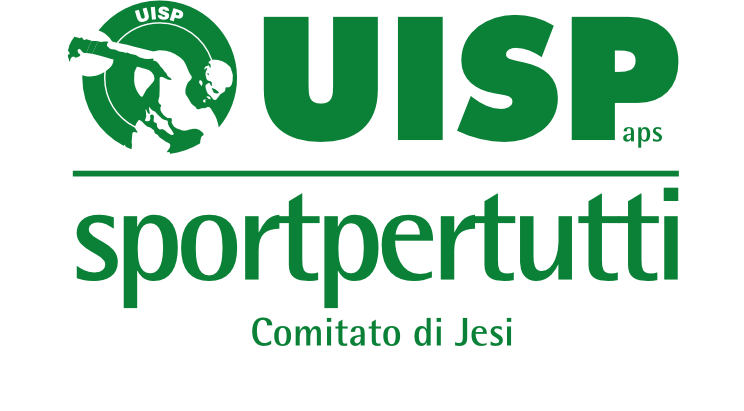 UISP
UISP
aps
sportpertutti
Comitato di Jesi